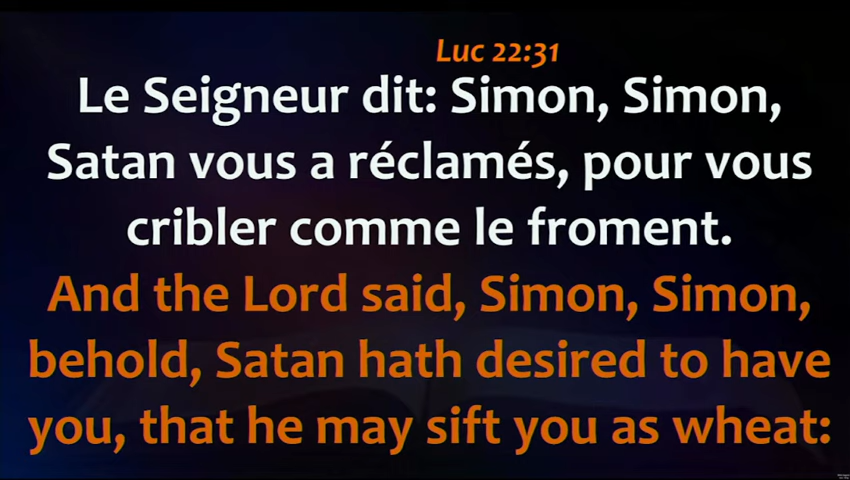 Luc 22:31
Le Seigneur dit: Simon, Simon,
Satan vous a réclamés, pour vous
cribler comme le froment.
And the Lord said, Simon, Simon,
behold, Satan hath desired to have
you, that he may sift you as wheat: